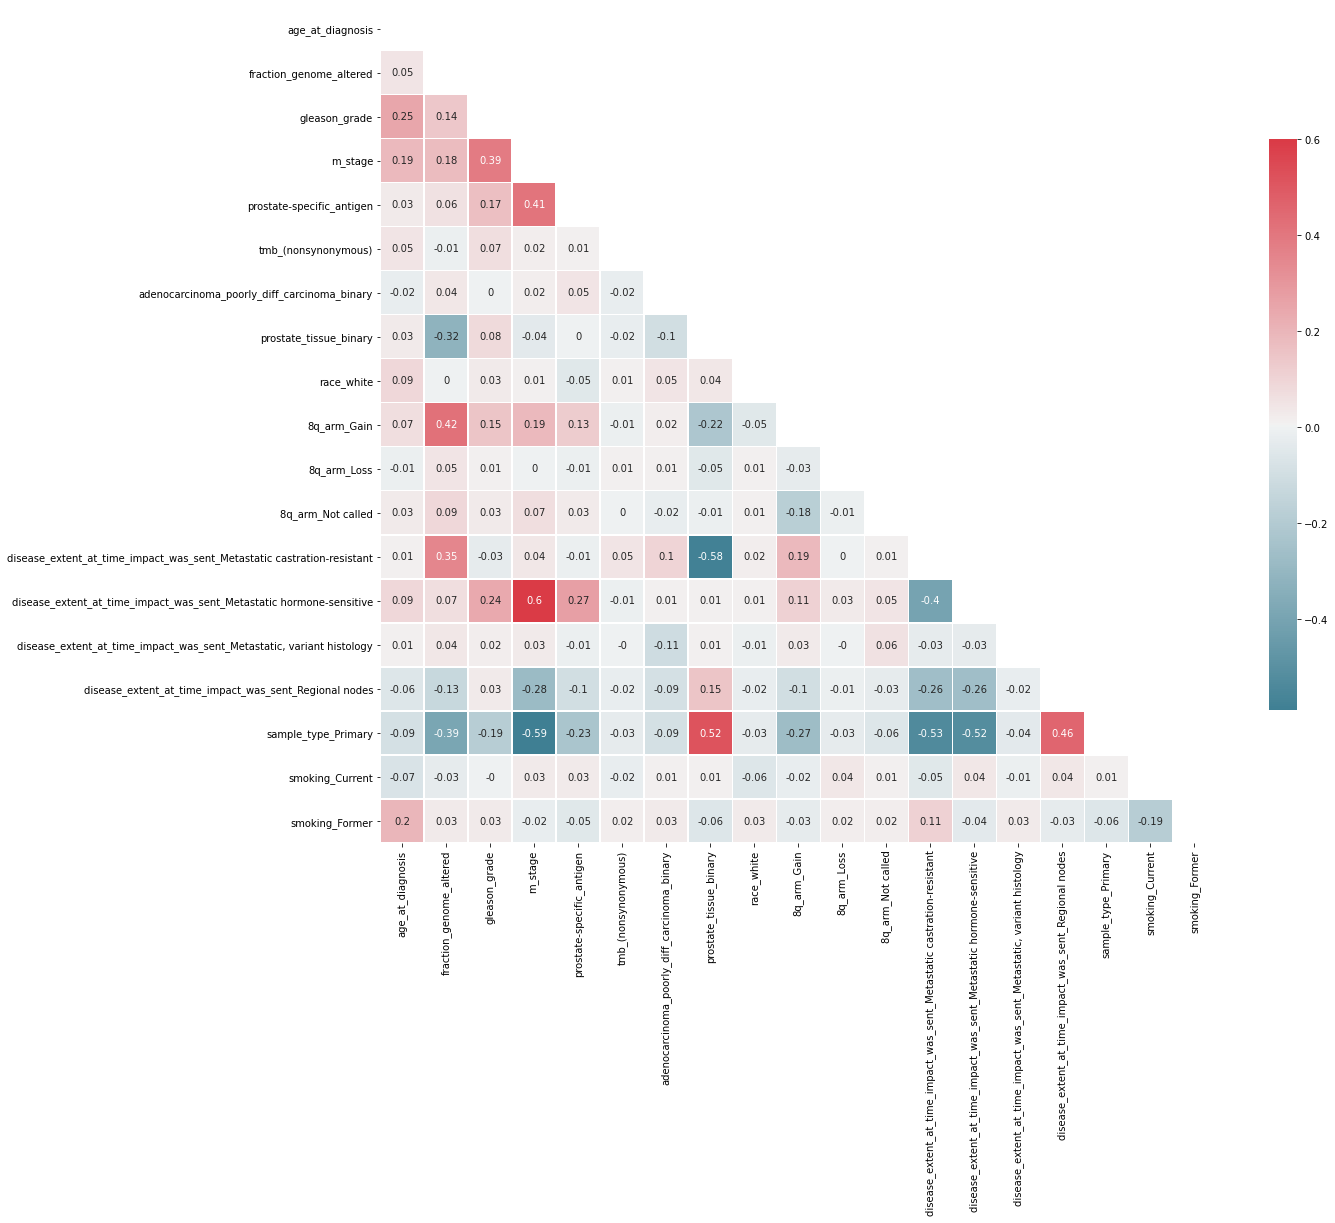 age_at_diagnosis
fraction_genome_altered 0.05
gleason_grade 0.25 0.14
m_stage 0.19 0.18 0.39
prostate-specific_antigen 0.03 0.06 0.17 0.41
tmb_(nonsynonymous) 0.05 -0.01 0.07 0.02 0.01
adenocarcinoma_poorly_diff_carcinoma_binary -0.02 0.04 0 0.02 0.05 -0.02
prostate_tissue_binary 0.03 -0.32 0.08 -0.04 0 -0.02 -0.1
race_white 0.09 0 0.03 0.01 -0.05 0.01 0.05 0.04
8q_arm_Gain 0.07 0.42 0.15 0.19 0.13 -0.01 0.02 -0.22 -0.05
8q_arm_Loss -0.01 0.05 0.01 0 -0.01 0.01 0.01 -0.05 0.01 -0.03
8q_arm_Not called 0.03 0.09 0.03 0.07 0.03 0 -0.02 -0.01 0.01 -0.18 -0.01
disease_extent_at_time_impact_was_sent_Metastatic castration-resistant 0.01 0.35 -0.03 0.04 -0.01 0.05 0.1 -0.58 0.02 0.19 0 0.01
disease_extent_at_time_impact_was_sent_Metastatic hormone-sensitive 0.09 0.07 0.24 0.6 0.27 -0.01 0.01 0.01 0.01 0.11 0.03 0.05 -0.4
disease_extent_at_time_impact_was_sent_Metastatic, variant histology 0.01 0.04 0.02 0.03 -0.01 -0 -0.11 0.01 -0.01 0.03 -0 0.06 -0.03 -0.03
disease_extent_at_time_impact_was_sent_Regional nodes -0.06 -0.13 0.03 -0.28 -0.1 -0.02 -0.09 0.15 -0.02 -0.1 -0.01 -0.03 -0.26 -0.26 -0.02
sample_type_Primary -0.09 -0.39 -0.19 -0.59 -0.23 -0.03 -0.09 0.52 -0.03 -0.27 -0.03 -0.06 -0.53 -0.52 -0.04 0.46
smoking_Current -0.07 -0.03 -0 0.03 0.03 -0.02 0.01 0.01 -0.06 -0.02 0.04 0.01 -0.05 0.04 -0.01 0.04 0.01
smoking_Former 0.2 0.03 0.03 -0.02 -0.05 0.02 0.03 -0.06 0.03 -0.03 0.02 0.02 0.11 -0.04 0.03 -0.03 -0.06 -0.19
age_at_diagnosis
fraction_genome_altered
gleason_grade
m_stage
prostate-specific_antigen
tmb_(nonsynonymous)
adenocarcinoma_poorly_diff_carcinoma_binary
prostate_tissue_binary
race_white
8q_arm_Gain
8q_arm_Loss
8q_arm_Not called
disease_extent_at_time_impact_was_sent_Metastatic castration-resistant
disease_extent_at_time_impact_was_sent_Metastatic hormone-sensitive
disease_extent_at_time_impact_was_sent_Metastatic, variant histology
disease_extent_at_time_impact_was_sent_Regional nodes
sample_type_Primary
smoking_Current
smoking_Former
0.6
0.4
0.2
0.0
−0.2
−0.4